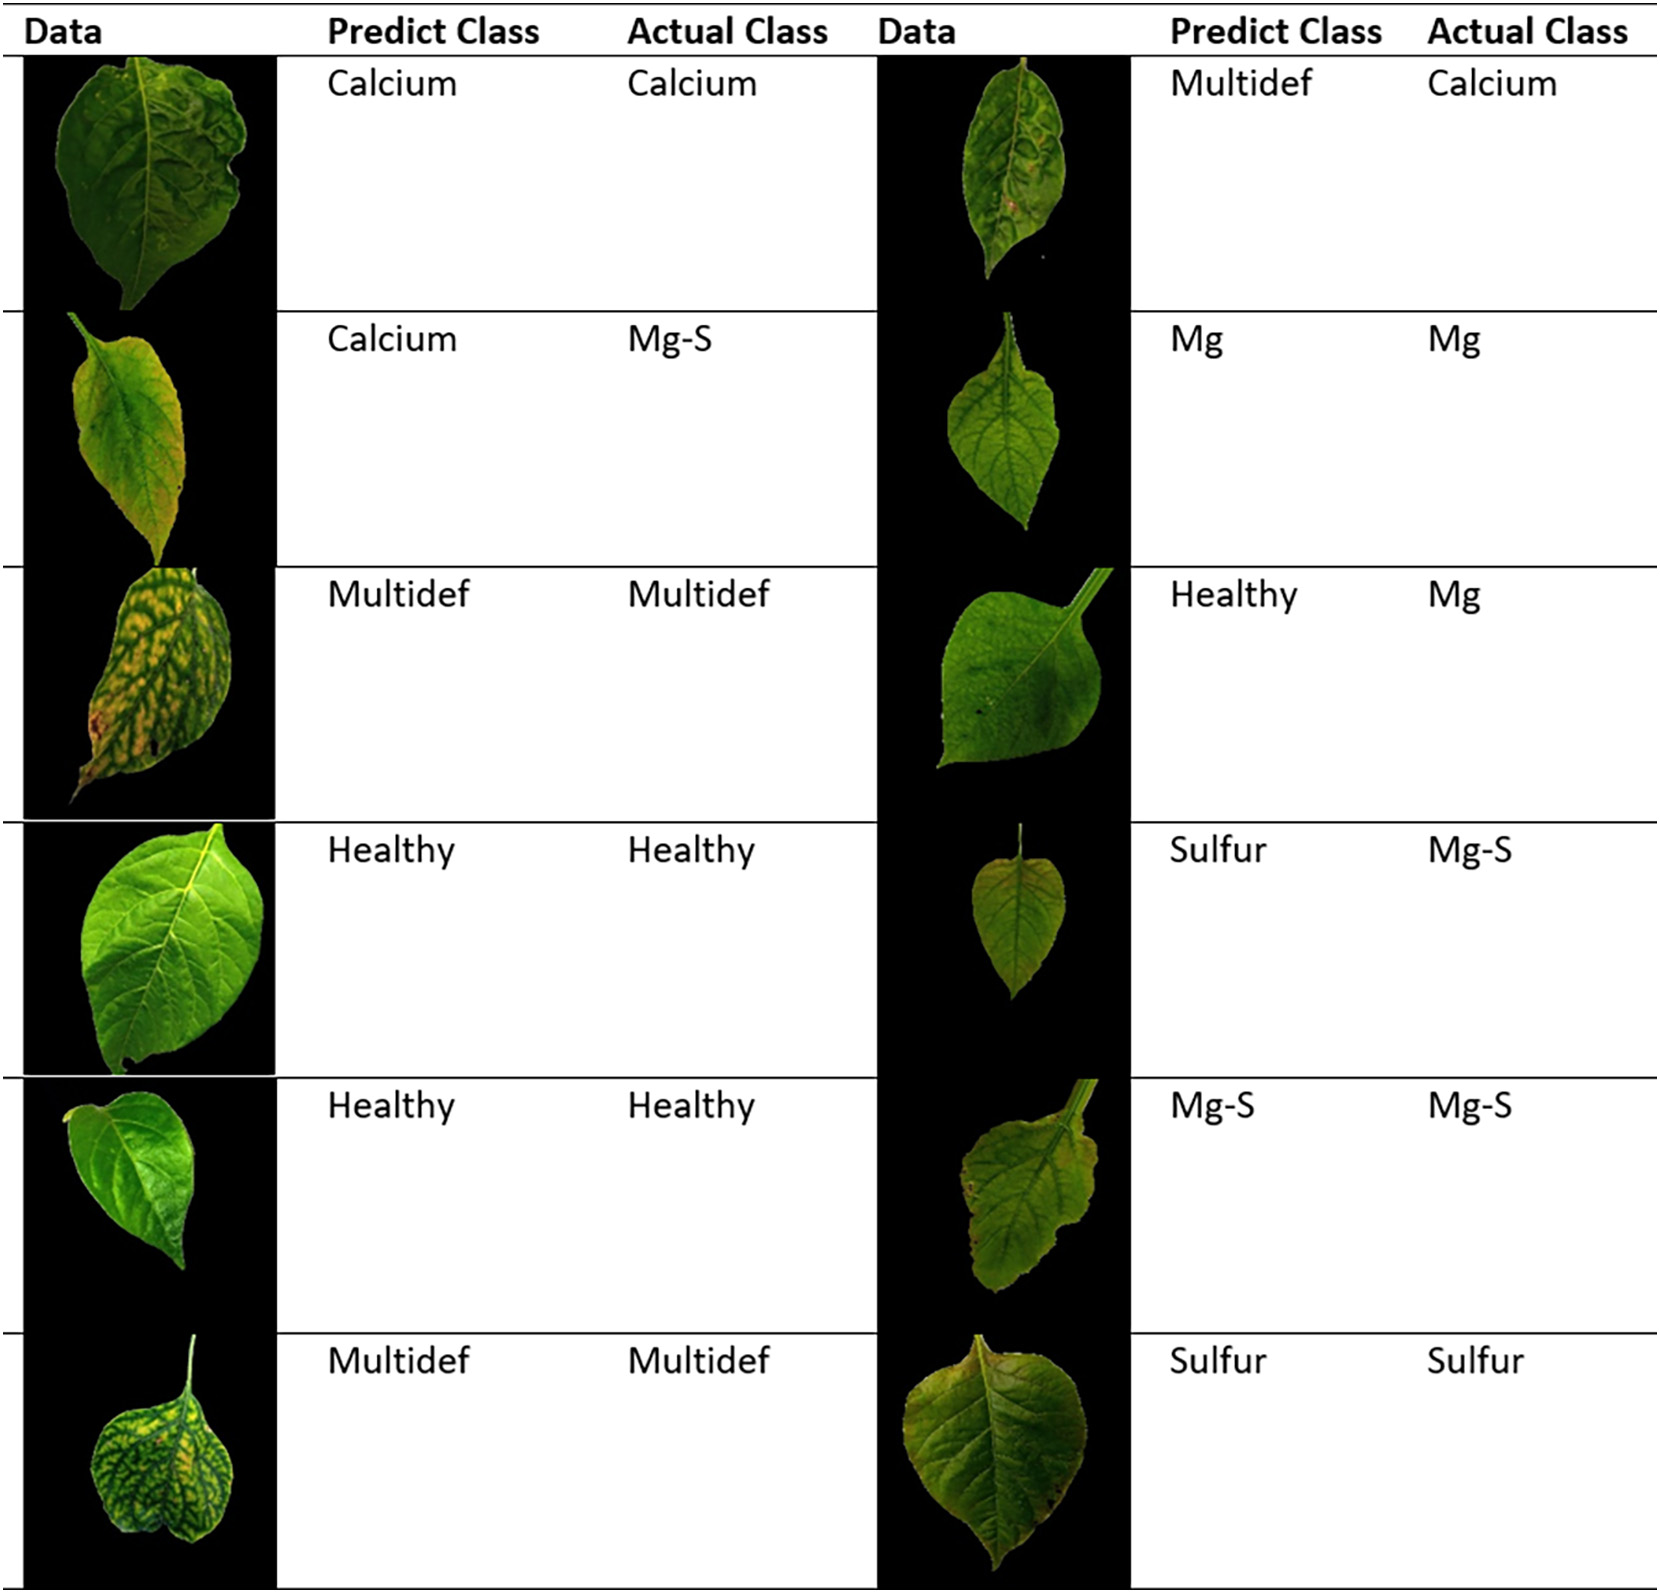 Data Predict Class Actual Class Data Predict Class Actual Class
Calcium Calcium Multidef Calcium
Calcium Mg-S Mg Mg
Multidef Multidef Healthy Mg
Healthy Healthy Sulfur Mg-S
Healthy Healthy Mg-S Mg-S
Multidef Multidef Sulfur Sulfur